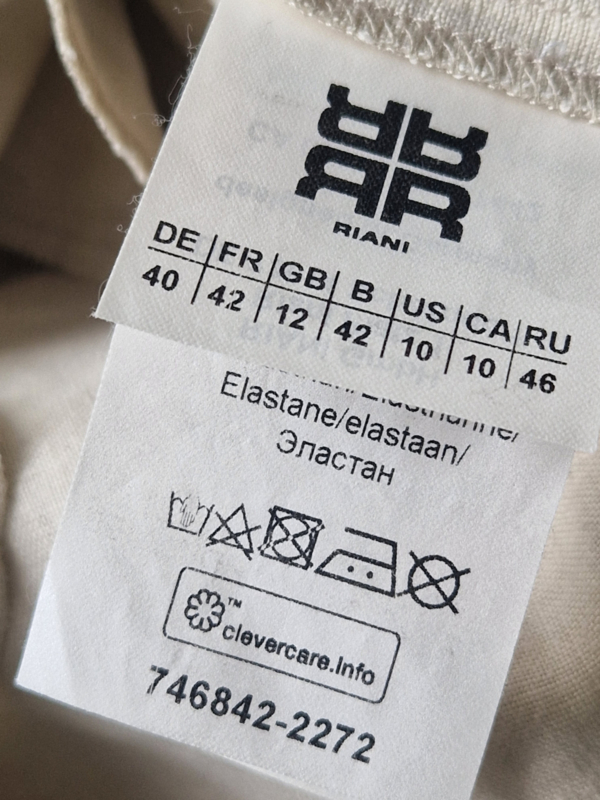 RIANI
DE FR GB B US CA RU
40 42 12 42 10 10 46
Elastane/elastaan/
Эластан
™
clevercare.info
746842-2272